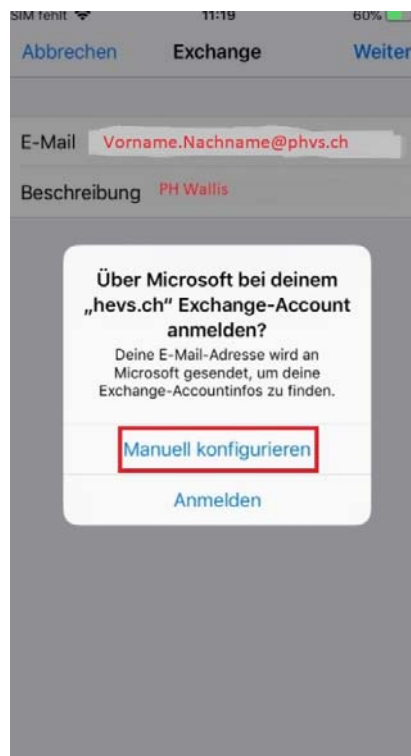 SIM fehlt 11:19 60%
Abbrechen Exchange Weiter
E-Mail Vorname.Nachname@phvs.ch
Beschreibung PH Wallis
Über Microsoft bei deinem
„hevs.ch“ Exchange-Account
anmelden?
Deine E-Mail-Adresse wird an
Microsoft gesendet, um deine
Exchange-Accountinfos zu finden.
Manuell konfigurieren
Anmelden